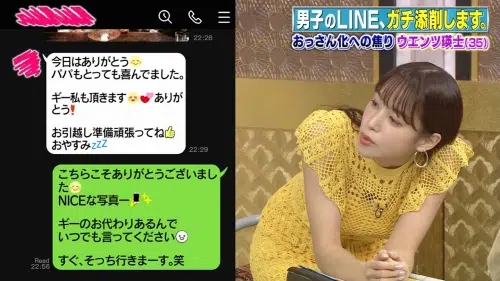 男子のLINE、ガチ添削します。
おっさん化への焦り ウエンツ瑛士(35)
22:28
今日はありがとう
パパもとっても喜んでました。
ギー私も頂きます ありが
とう
お引越し準備頑張ってね
おやすみ
22:29
こちらこそありがとうございまし
た
NICEな写真ー
ギーのお代わりあるんで
いつでも言ってください
すぐ、そっち行きまーす。笑
Read
22:56